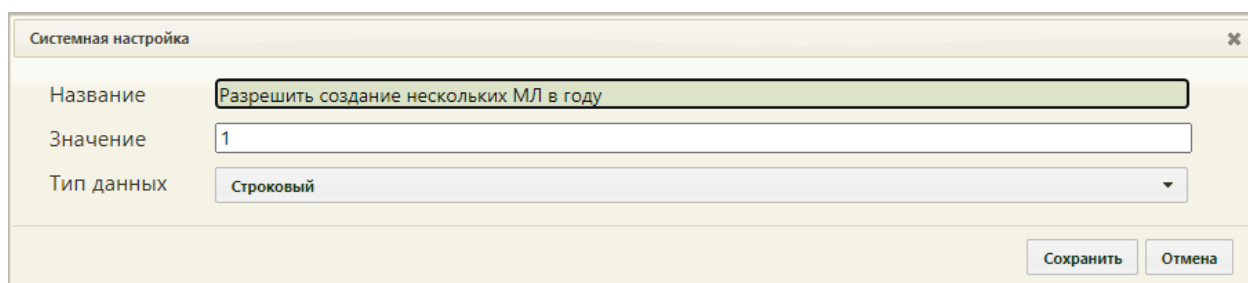 Системная настройка
Название Разрешить создание нескольких МЛ в году
Значение 1
Тип данных Строковый
Сохранить Отмена